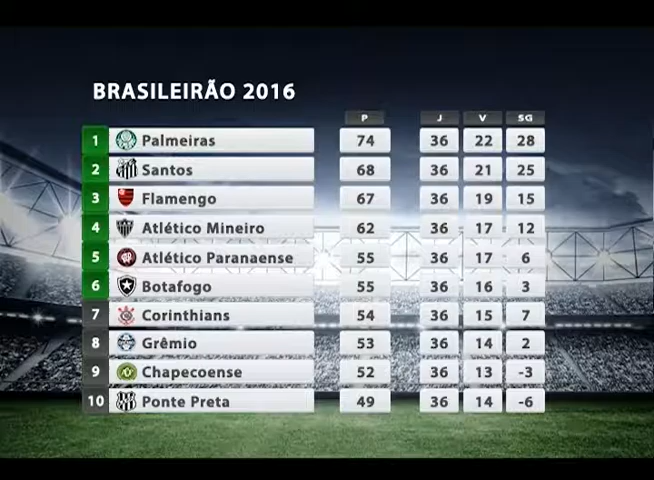 BRASILEIRÃO 2016
P J V SG
1 Palmeiras 74 36 22 28
2 Santos 68 36 21 25
3 Flamengo 67 36 19 15
4 Atlético Mineiro 62 36 17 12
5 Atlético Paranaense 55 36 17 6
6 Botafogo 55 36 16 3
7 Corinthians 54 36 15 7
8 Grêmio 53 36 14 2
9 Chapecoense 52 36 13 -3
10 Ponte Preta 49 36 14 -6